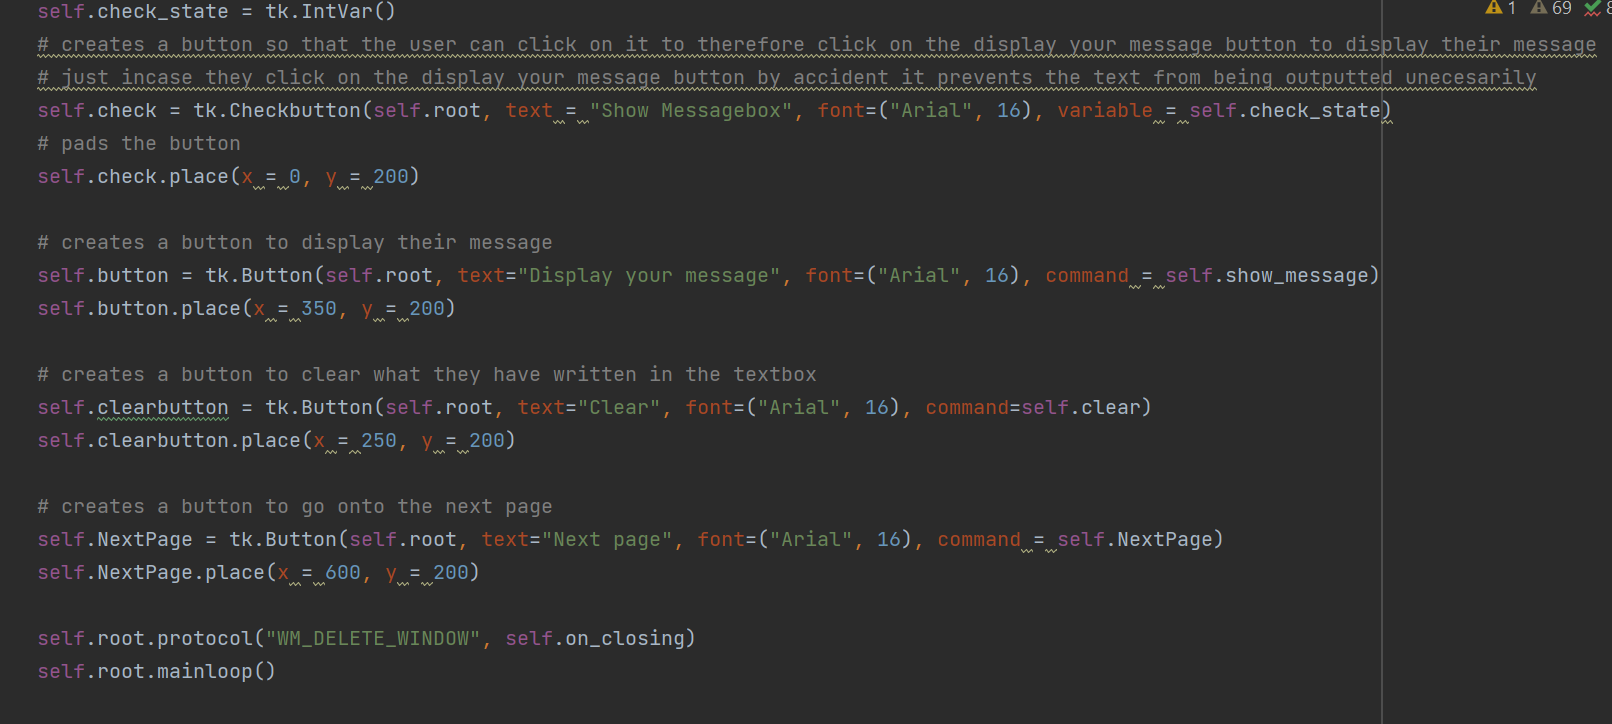 self.check_state = tk.IntVar()
1 69 8
# creates a button so that the user can click on it to therefore click on the display your message button to display their message
# just incase they click on the display your message button by accident it prevents the text from being outputted unecesarily
self.check = tk.Checkbutton(self.root, text = "Show Messagebox", font=("Arial", 16), variable = self.check_state)
# pads the button
self.check.place(x = 0, y = 200)
# creates a button to display their message
self.button = tk.Button(self.root, text="Display your message", font=("Arial", 16), command = self.show_message)
self.button.place(x = 350, y = 200)
# creates a button to clear what they have written in the textbox
self.clearbutton = tk.Button(self.root, text="Clear", font=("Arial", 16), command=self.clear)
self.clearbutton.place(x = 250, y = 200)
# creates a button to go onto the next page
self.NextPage = tk.Button(self.root, text="Next page", font=("Arial", 16), command = self.NextPage)
self.NextPage.place(x = 600, y = 200)
self.root.protocol("WM_DELETE_WINDOW", self.on_closing)
self.root.mainloop()